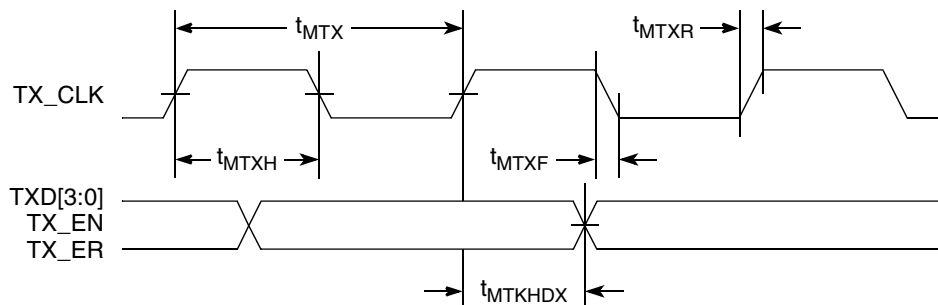 tMTX
tMTXR
TX_CLK
tMTXH
tMTXF
TXD[3:0]
TX_EN
TX_ER
tMTKHDX